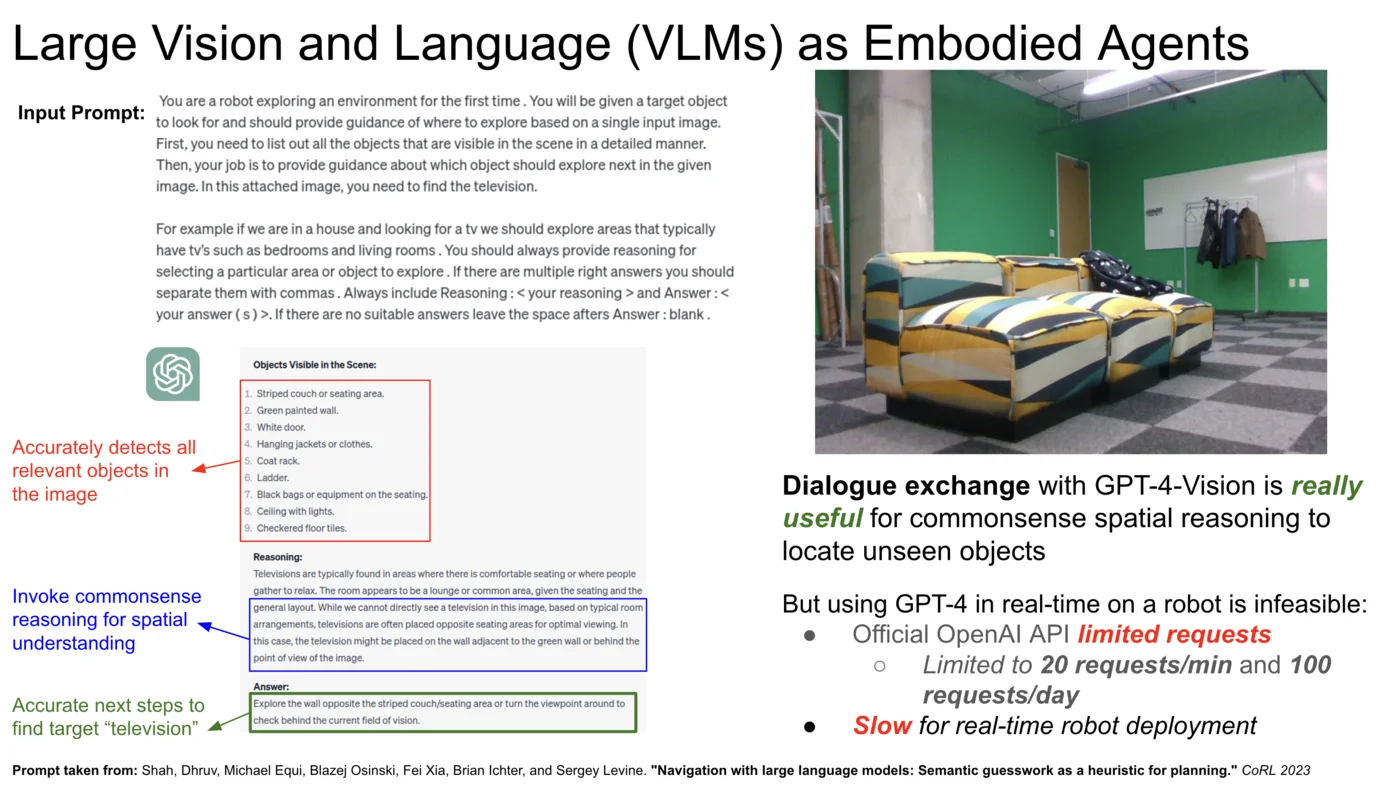 Large Vision and Language (VLMs) as Embodied Agents
Input Prompt:
You are a robot exploring an environment for the first time . You will be given a target object
to look for and should provide guidance of where to explore based on a single input image.
First, you need to list out all the objects that are visible in the scene in a detailed manner.
Then, your job is to provide guidance about which object should explore next in the given
image. In this attached image, you need to find the television.
For example if we are in a house and looking for a tv we should explore areas that typically
have tv's such as bedrooms and living rooms . You should always provide reasoning for
selecting a particular area or object to explore . If there are multiple right answers you should
separate them with commas . Always include Reasoning : < your reasoning > and Answer : <
your answer ( s ) >. If there are no suitable answers leave the space afters Answer : blank .
Objects Visible in the Scene:
1. Striped couch or seating area.
2. Green painted wall.
3. White door.
4. Hanging jackets or clothes.
5. Coat rack.
6. Ladder.
7. Black bags or equipment on the seating.
8. Ceiling with lights.
9. Checkered floor tiles.
Accurately detects all
relevant objects in
the image
Reasoning:
Televisions are typically found in areas where there is comfortable seating or where people
gather to relax. The room appears to be a lounge or common area, given the seating and the
general layout. While we cannot directly see a television in this image, based on typical room
arrangements, televisions are often placed opposite seating areas for optimal viewing. In
this case, the television might be placed on the wall adjacent to the green wall or behind the
point of view of the image.
Invoke commonsense
reasoning for spatial
understanding
Answer:
Explore the wall opposite the striped couch/seating area or turn the viewpoint around to
check behind the current field of vision.
Accurate next steps to
find target “television”
Dialogue exchange with GPT-4-Vision is really
useful for commonsense spatial reasoning to
locate unseen objects
But using GPT-4 in real-time on a robot is infeasible:
● Official OpenAI API limited requests
○ Limited to 20 requests/min and 100
requests/day
● Slow for real-time robot deployment
Prompt taken from: Shah, Dhruv, Michael Equi, Blazej Osinski, Fei Xia, Brian Ichter, and Sergey Levine. "Navigation with large language models: Semantic guesswork as a heuristic for planning." CoRL 2023